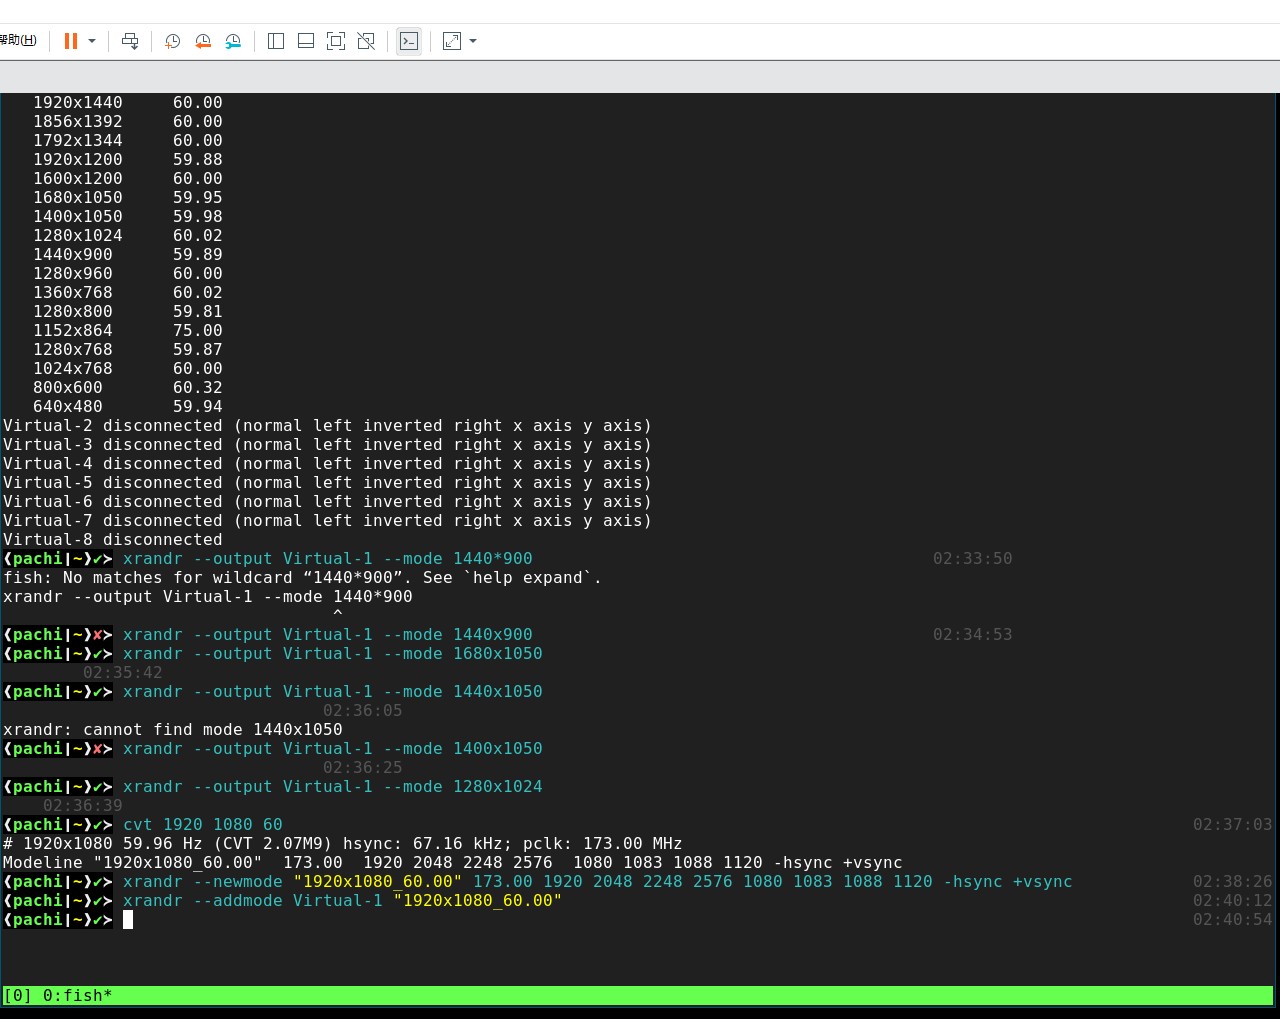 帮助(H)
1920x1440 60.00
1856x1392 60.00
1792x1344 60.00
1920x1200 59.88
1600x1200 60.00
1680x1050 59.95
1400x1050 59.98
1280x1024 60.02
1440x900 59.89
1280x960 60.00
1360x768 60.02
1280x800 59.81
1152x864 75.00
1280x768 59.87
1024x768 60.00
800x600 60.32
640x480 59.94
Virtual-2 disconnected (normal left inverted right x axis y axis)
Virtual-3 disconnected (normal left inverted right x axis y axis)
Virtual-4 disconnected (normal left inverted right x axis y axis)
Virtual-5 disconnected (normal left inverted right x axis y axis)
Virtual-6 disconnected (normal left inverted right x axis y axis)
Virtual-7 disconnected (normal left inverted right x axis y axis)
Virtual-8 disconnected
❰pachi|~❱✔≻ xrandr --output Virtual-1 --mode 1440*900 02:33:50
fish: No matches for wildcard “1440*900”. See `help expand`.
xrandr --output Virtual-1 --mode 1440*900
^
❰pachi|~❱✘≻ xrandr --output Virtual-1 --mode 1440x900 02:34:53
❰pachi|~❱✔≻ xrandr --output Virtual-1 --mode 1680x1050
02:35:42
❰pachi|~❱✔≻ xrandr --output Virtual-1 --mode 1440x1050
02:36:05
xrandr: cannot find mode 1440x1050
❰pachi|~❱✘≻ xrandr --output Virtual-1 --mode 1400x1050
02:36:25
❰pachi|~❱✔≻ xrandr --output Virtual-1 --mode 1280x1024
02:36:39
❰pachi|~❱✔≻ cvt 1920 1080 60 02:37:03
# 1920x1080 59.96 Hz (CVT 2.07M9) hsync: 67.16 kHz; pclk: 173.00 MHz
Modeline "1920x1080_60.00" 173.00 1920 2048 2248 2576 1080 1083 1088 1120 -hsync +vsync
❰pachi|~❱✔≻ xrandr --newmode "1920x1080_60.00" 173.00 1920 2048 2248 2576 1080 1083 1088 1120 -hsync +vsync 02:38:26
❰pachi|~❱✔≻ xrandr --addmode Virtual-1 "1920x1080_60.00" 02:40:12
❰pachi|~❱✔≻ 02:40:54
[0] 0:fish*